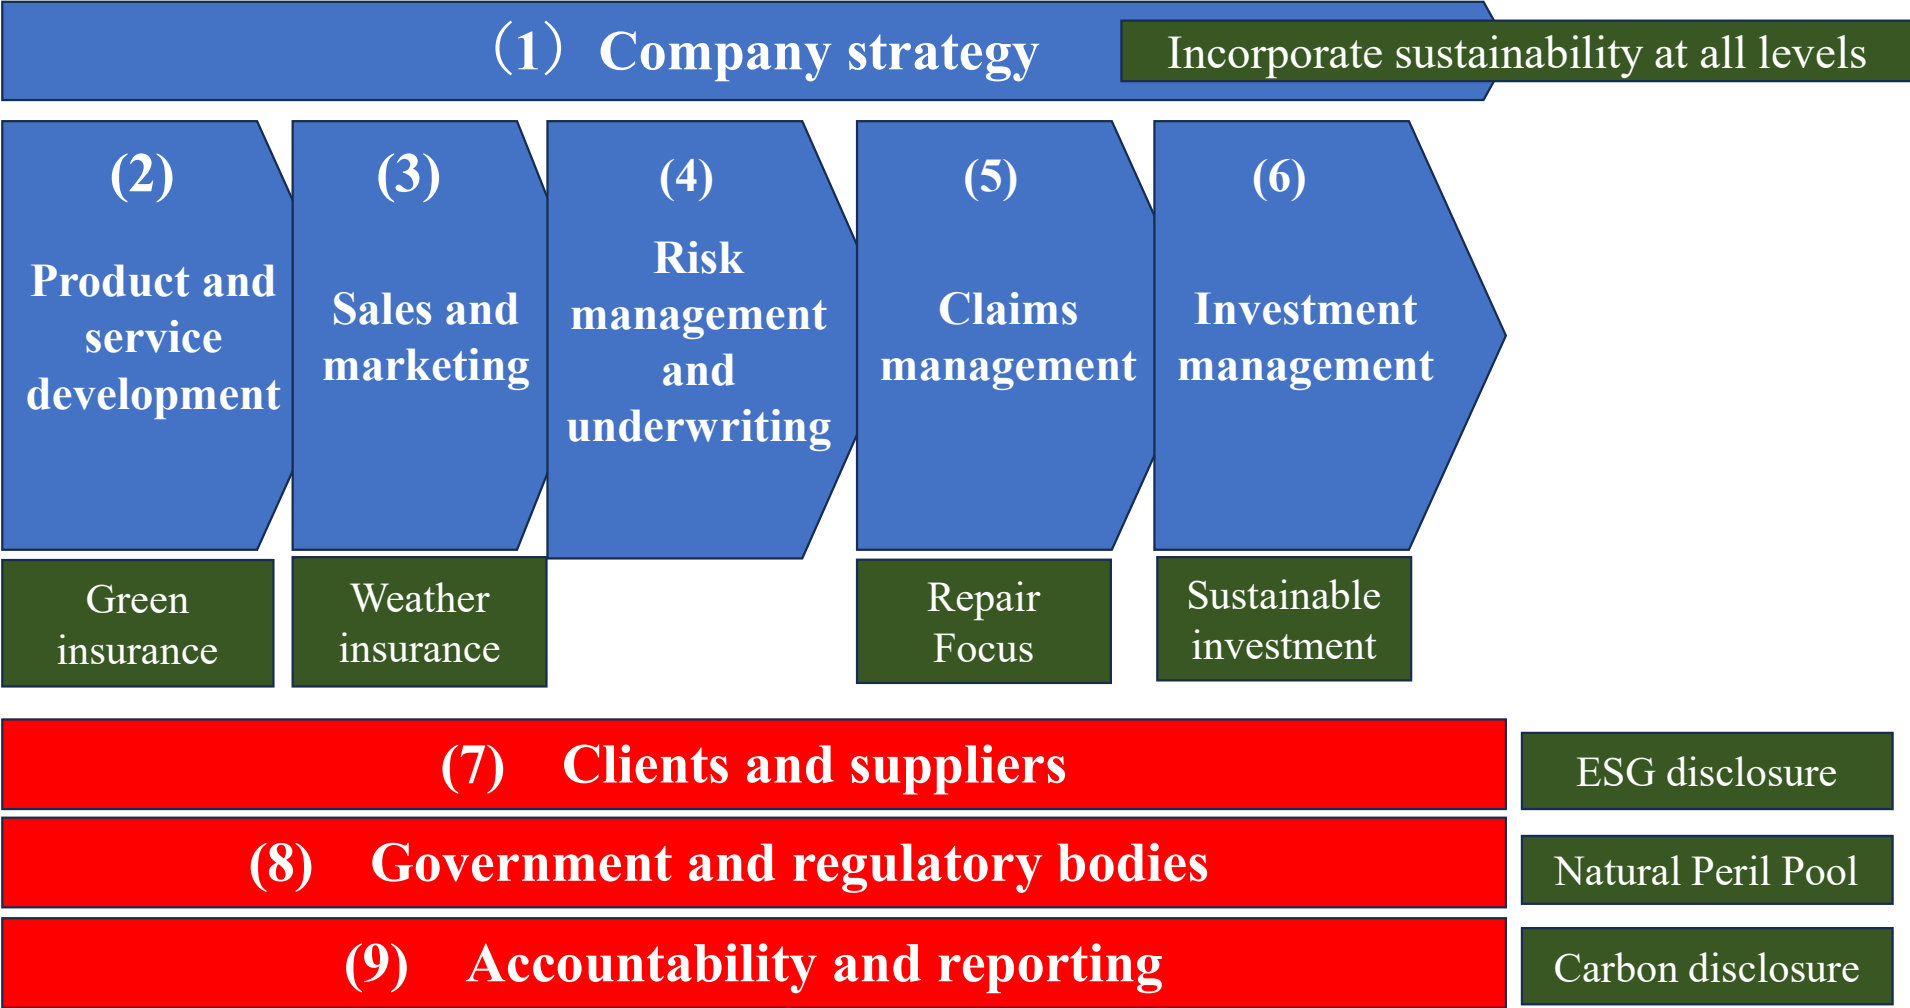 （1） Company strategy
Incorporate sustainability at all levels
(2)
Product and
service
development
(3)
Sales and
marketing
(4)
Risk
management
and
underwriting
(5)
Claims
management
(6)
Investment
management
Green
insurance
Weather
insurance
Repair
Focus
Sustainable
investment
(7) Clients and suppliers
ESG disclosure
(8) Government and regulatory bodies
Natural Peril Pool
(9) Accountability and reporting
Carbon disclosure